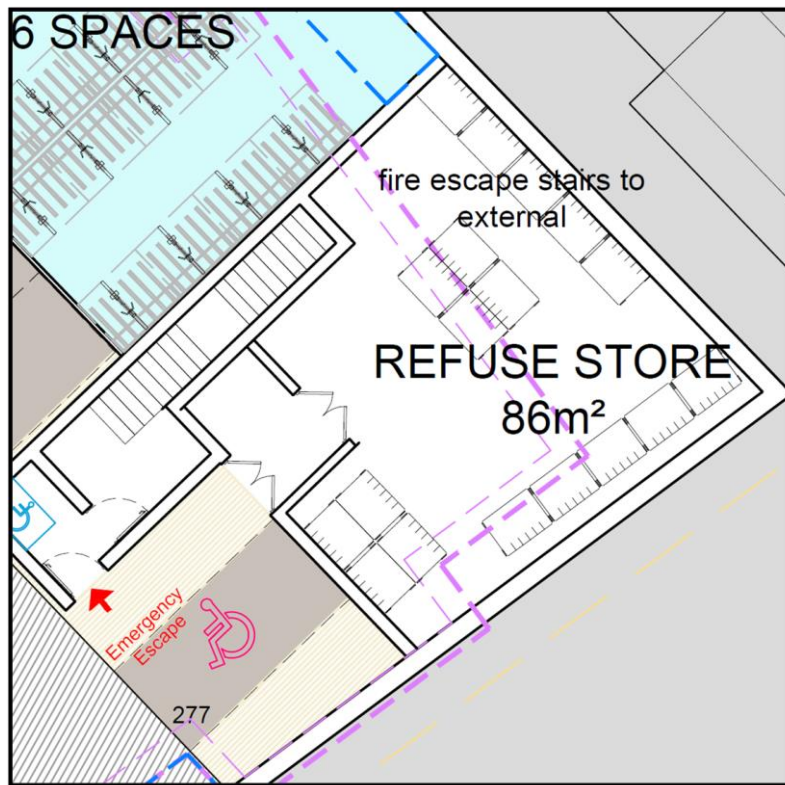 6 SPACES
fire escape stairs to
external
REFUSE STORE
86m²
Emergency
Escape
277